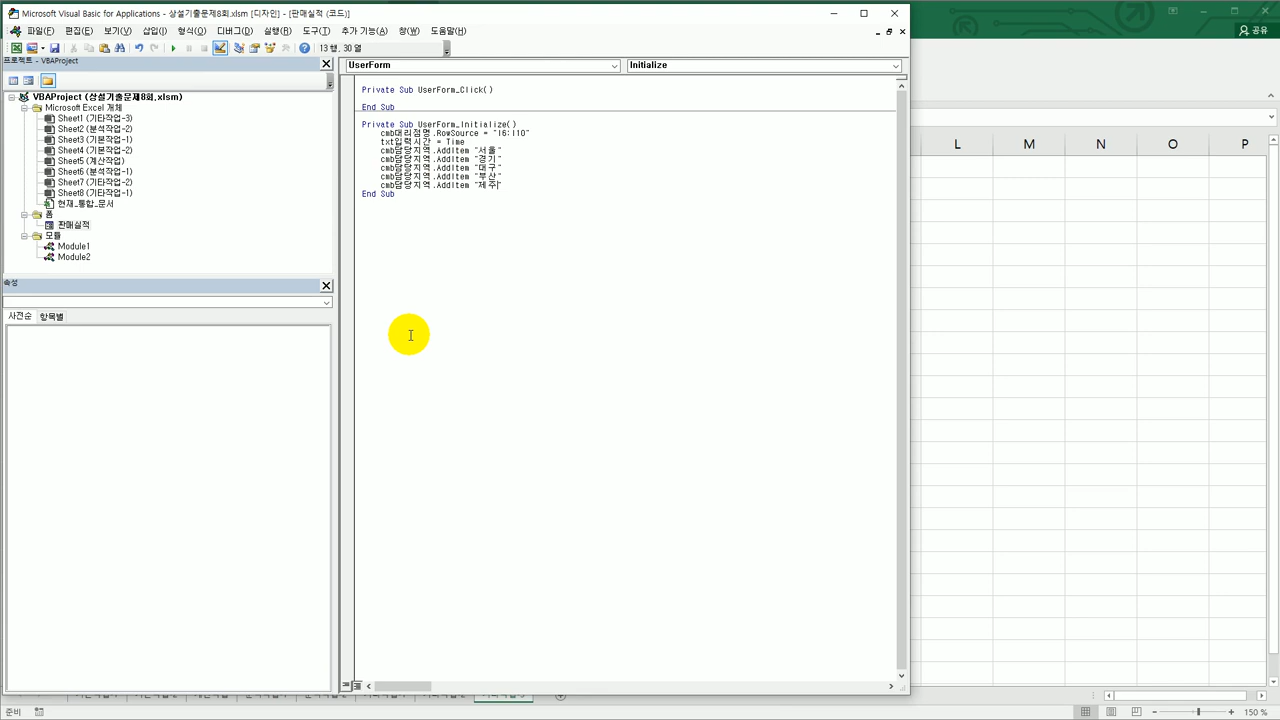 Microsoft Visual Basic for Applications - 상설기출문제8회.xlsm [디자인] - [판매실적 (코드)]
공유
파일(F) 편집(E) 보기(V) 삽입(I) 형식(O) 디버그(D) 실행(R) 도구(T) 추가 기능(A) 창(W) 도움말(H)
13 행, 30 열
프로젝트 - VBAProject
UserForm
Initialize
VBAProject (상설기출문제8회.xlsm)
Microsoft Excel 개체
Sheet1 (기타작업-3)
Sheet2 (분석작업-2)
Sheet3 (기본작업-1)
Sheet4 (기본작업-2)
Sheet5 (계산작업)
Sheet6 (분석작업-1)
Sheet7 (기타작업-2)
Sheet8 (기타작업-1)
현재_통합_문서
폼
판매실적
모듈
Module1
Module2
속성
사전순 항목별
Private Sub UserForm_Click()
End Sub
Private Sub UserForm_Initialize()
cmb대리점명.RowSource = "I6:I10"
txt입력시간 = Time
cmb담당지역.AddItem "서울"
cmb담당지역.AddItem "경기"
cmb담당지역.AddItem "대구"
cmb담당지역.AddItem "부산"
cmb담당지역.AddItem "제주
End Sub
L M N O P
준비
150 %